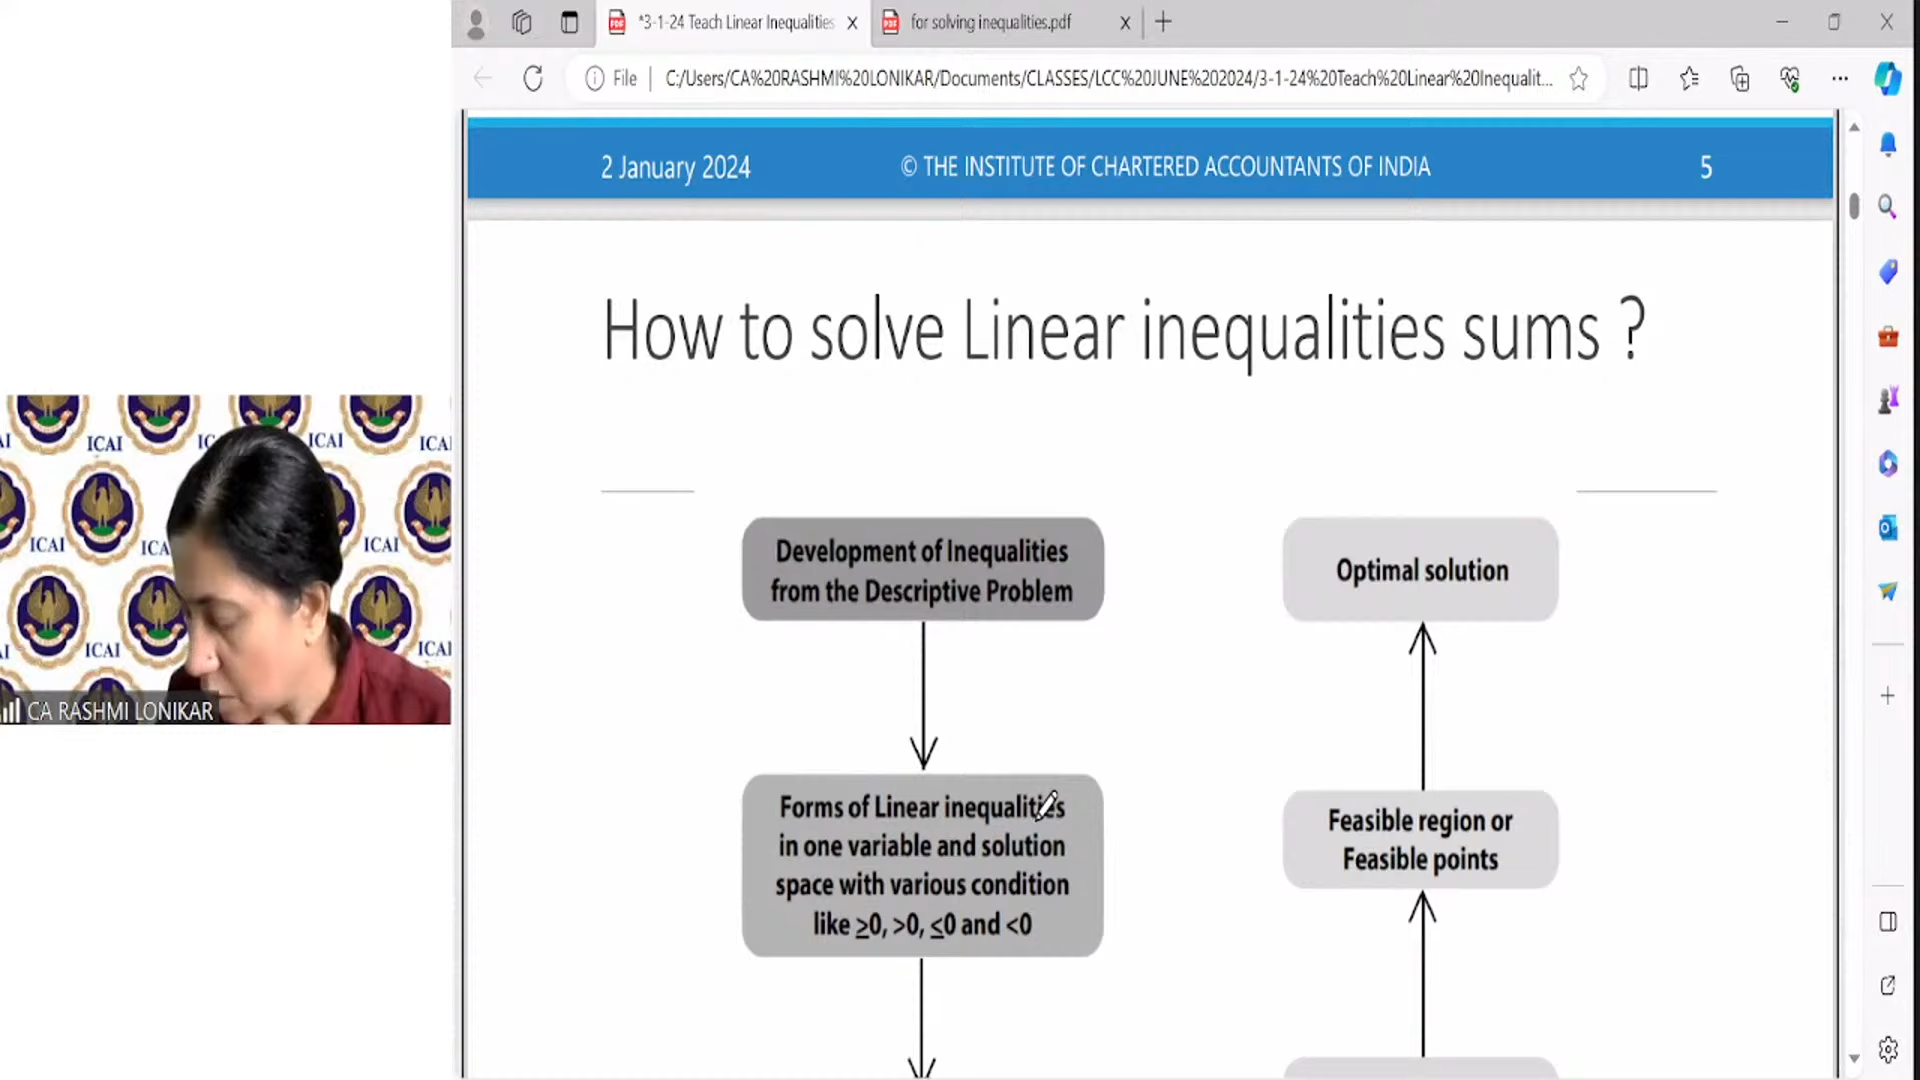 *3-1-24 Teach Linear Inequalities
for solving inequalities.pdf
File
C:/Users/CA%20RASHMI%20LONIKAR/Documents/CLASSES/LCC%20JUNE%202024/3-1-24%20Teach%20Linear%20Inequalit...
2 January 2024
© THE INSTITUTE OF CHARTERED ACCOUNTANTS OF INDIA
5
How to solve Linear inequalities sums ?
Development of Inequalities
from the Descriptive Problem
Optimal solution
Forms of Linear inequalities
in one variable and solution
space with various condition
like ≥0, >0, ≤0 and <0
Feasible region or
Feasible points
ICAI
ICAI
ICAI
ICAI
ICAI
CA RASHMI LONIKAR